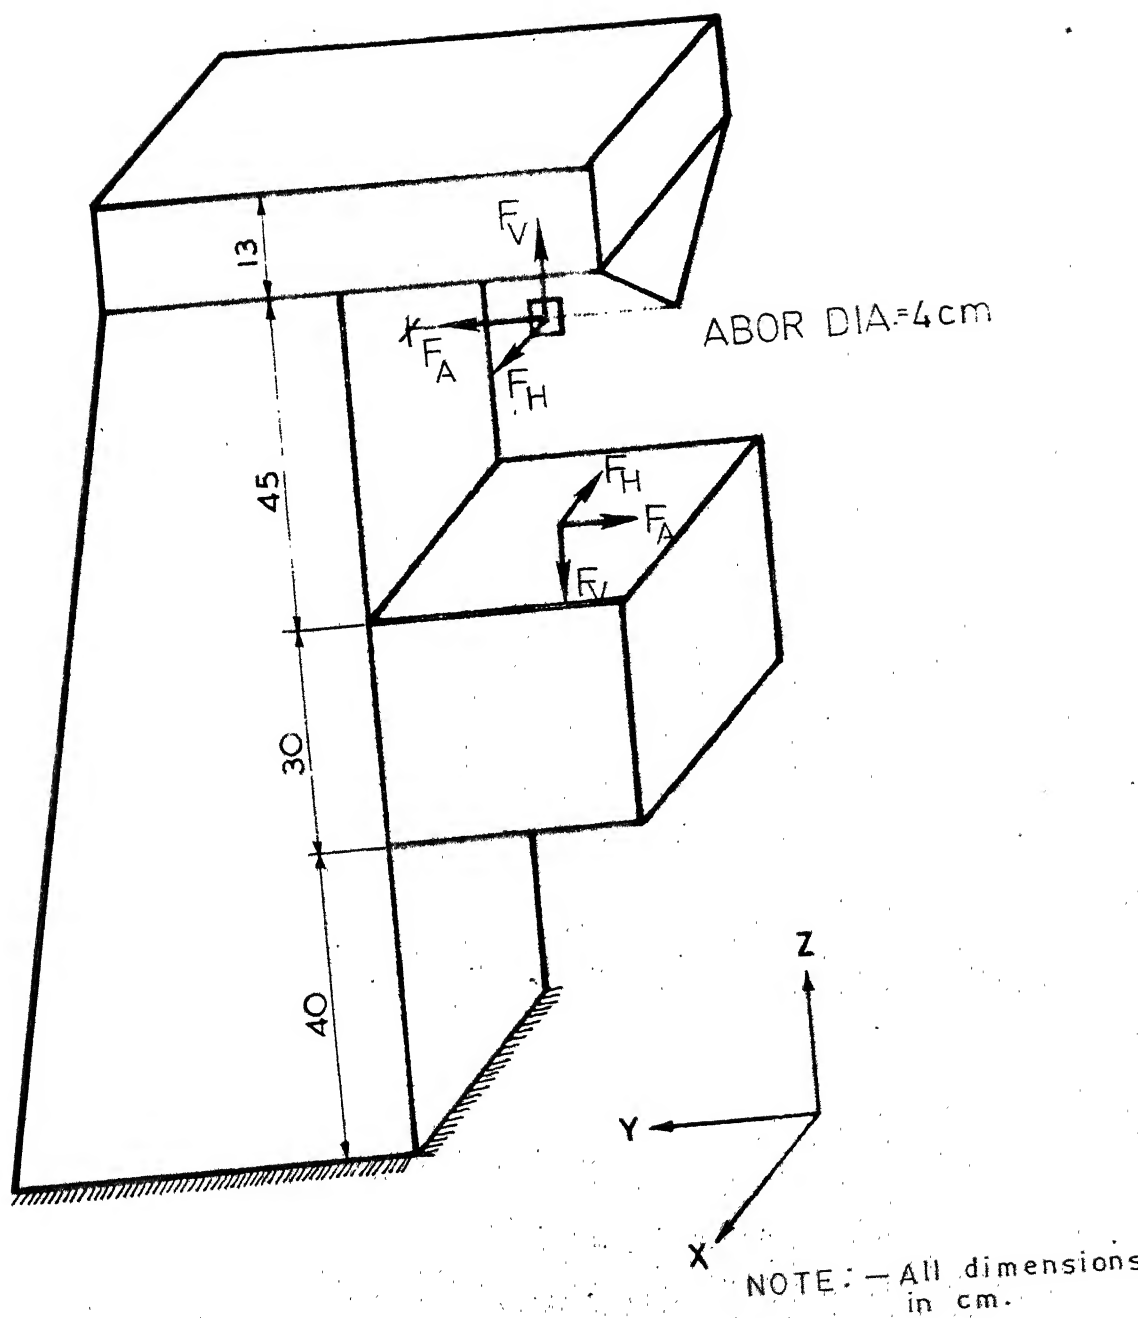 13
F_V
F_A
F_H
ABOR DIA.=4cm
45
F_H
F_A
F_V
30
40
Z
Y
X
NOTE:- All dimensions
in cm.